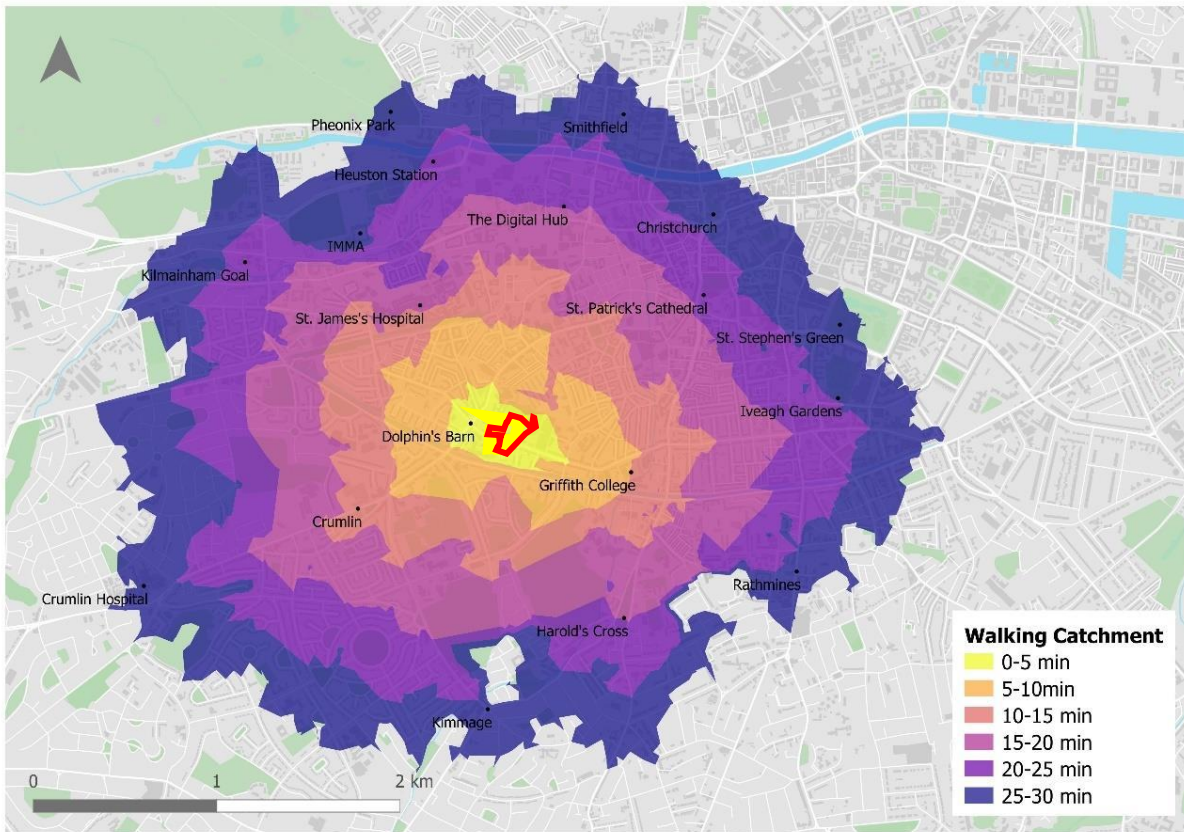 Pheonix Park
Smithfield
Heuston Station
The Digital Hub
Christchurch
IMMA
Kilmainham Goal
St. James's Hospital
St. Patrick's Cathedral
St. Stephen's Green
Iveagh Gardens
Dolphin's Barn
Griffith College
Crumlin
Rathmines
Crumlin Hospital
Harold's Cross
Kimmage
Walking Catchment
0-5 min
5-10min
10-15 min
15-20 min
20-25 min
25-30 min
0 1 2 km